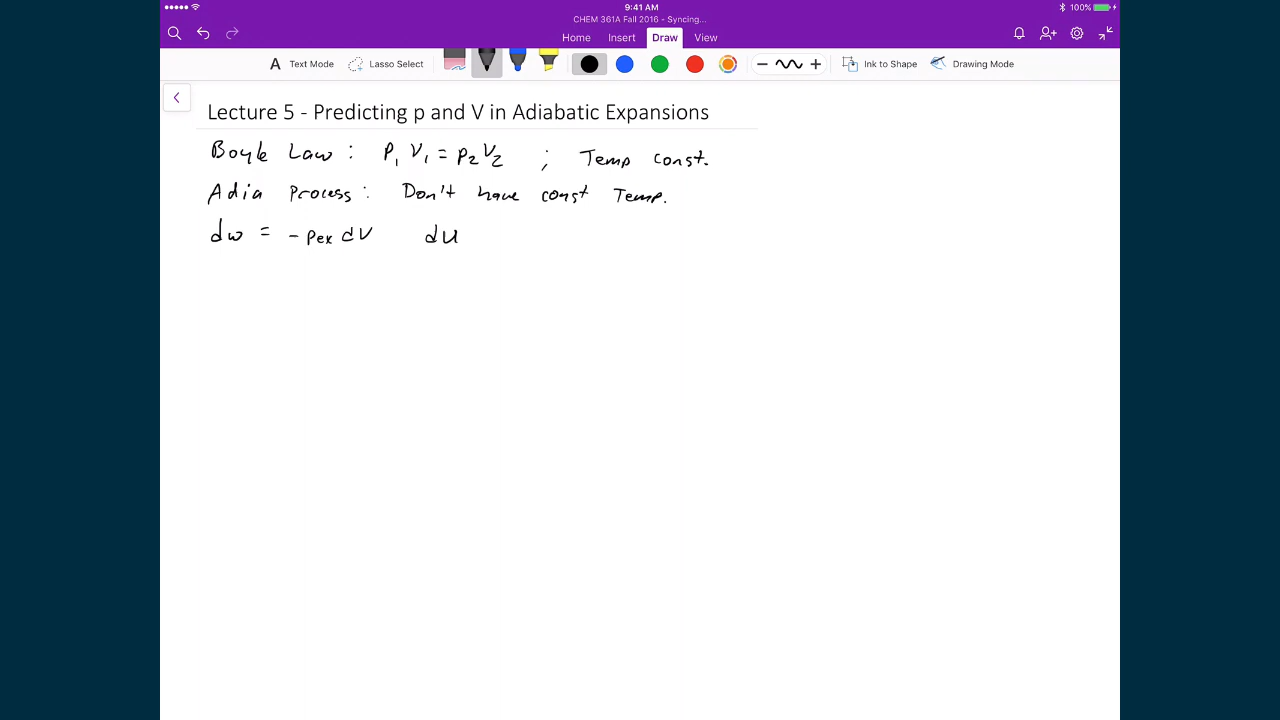 9:41 AM
100%
CHEM 361A Fall 2016 - Syncing...
Home Insert Draw View
A Text Mode Lasso Select Ink to Shape Drawing Mode
Lecture 5 - Predicting p and V in Adiabatic Expansions
Boyle Law : P₁ V₁ = P₂ V₂ ; Temp const.
Adia Process : Don't have const Temp.
dw = - pex dV dU